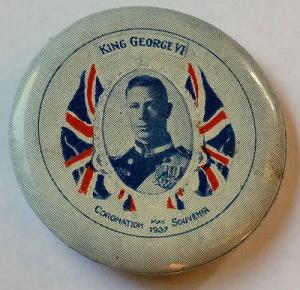 KING GEORGE VI
CORONATION MAY SOUVENIR
1937